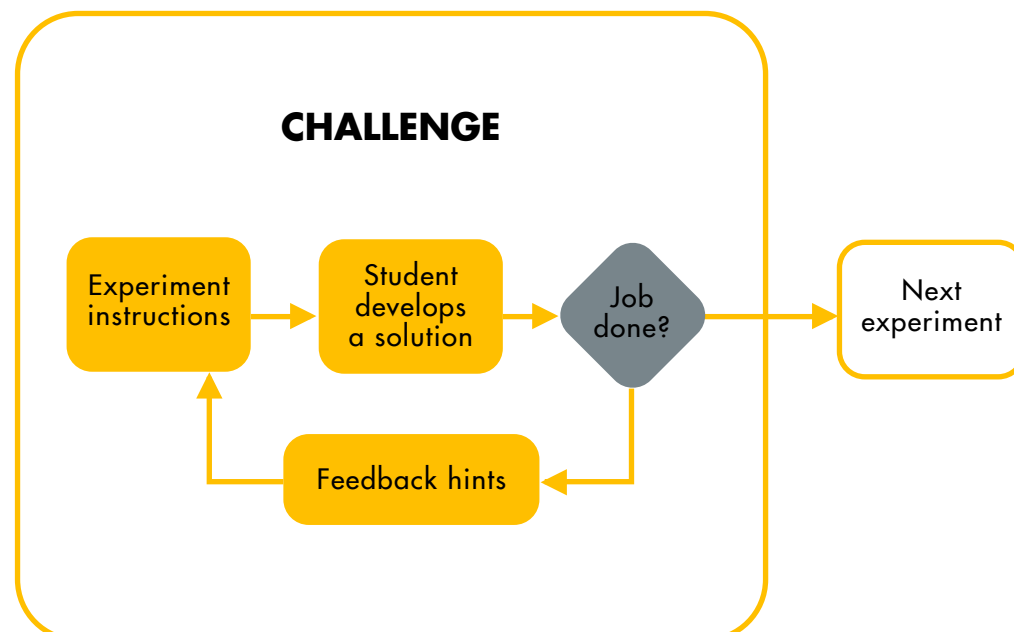 CHALLENGE
Experiment
instructions
Student
develops
a solution
Job
done?
Next
experiment
Feedback hints